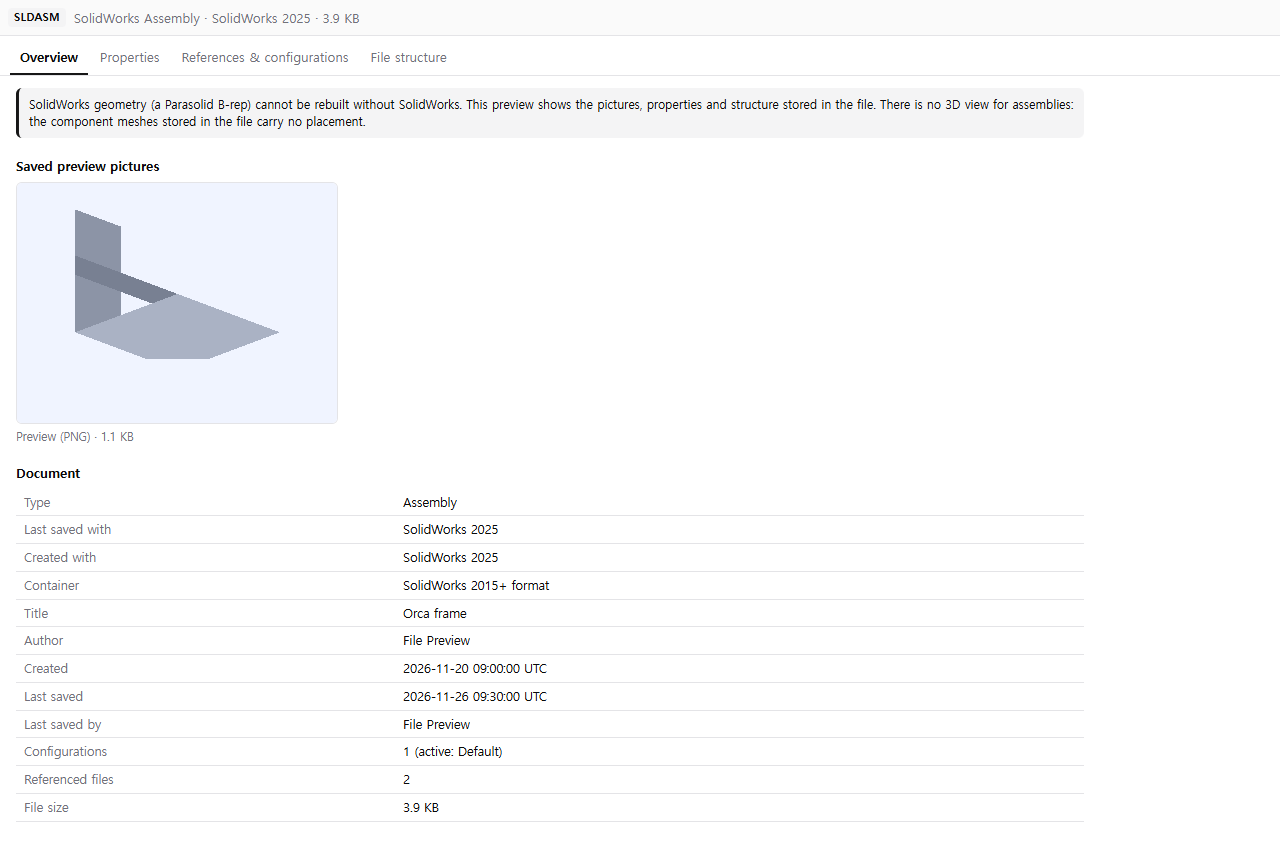 SLDASM SolidWorks Assembly · SolidWorks 2025 · 3.9 KB
Overview Properties References & configurations File structure
SolidWorks geometry (a Parasolid B-rep) cannot be rebuilt without SolidWorks. This preview shows the pictures, properties and structure stored in the file. There is no 3D view for assemblies:
the component meshes stored in the file carry no placement.
Saved preview pictures
Preview (PNG) · 1.1 KB
Document
Type Assembly
Last saved with SolidWorks 2025
Created with SolidWorks 2025
Container SolidWorks 2015+ format
Title Orca frame
Author File Preview
Created 2026-11-20 09:00:00 UTC
Last saved 2026-11-26 09:30:00 UTC
Last saved by File Preview
Configurations 1 (active: Default)
Referenced files 2
File size 3.9 KB